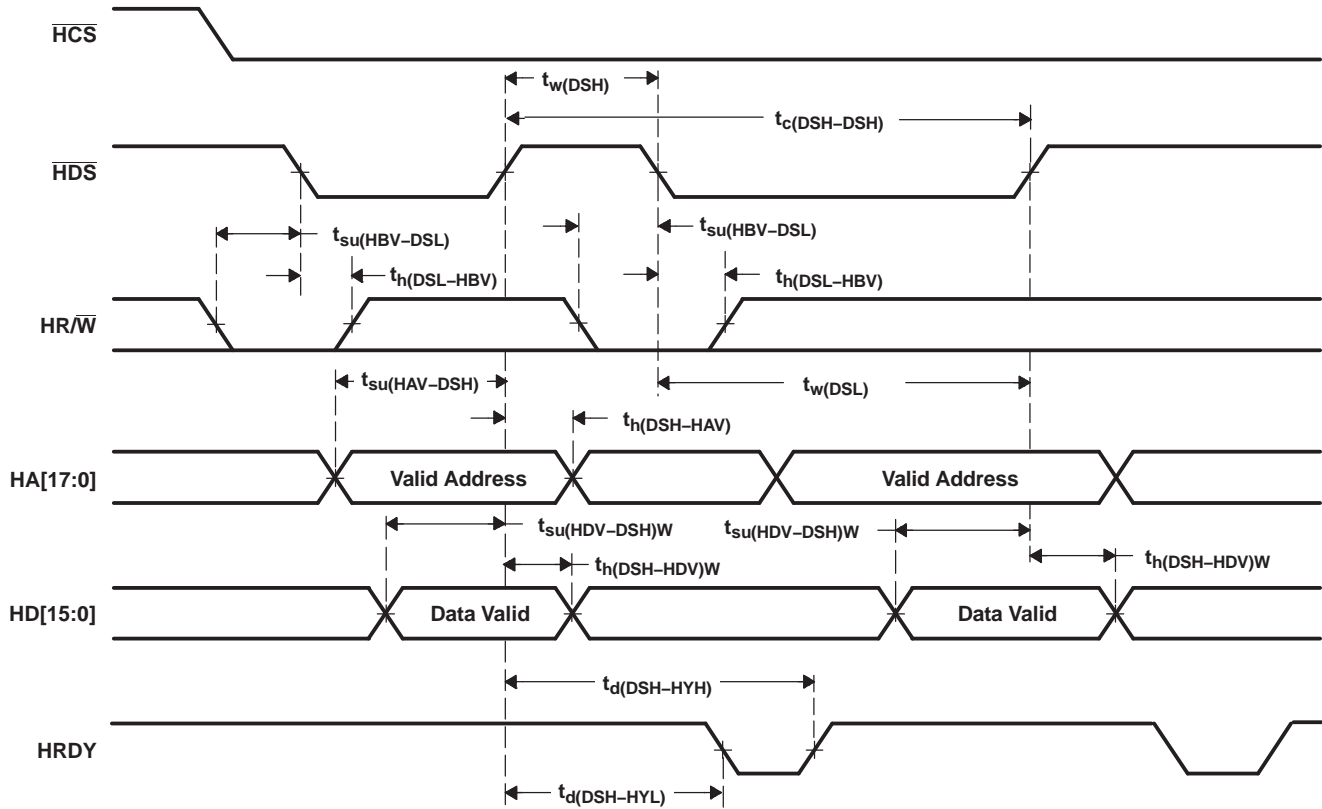 HCS
tw(DSH)
tc(DSH–DSH)
HDS
tsu(HBV–DSL)
tsu(HBV–DSL)
th(DSL–HBV)
th(DSL–HBV)
HR/W
tsu(HAV–DSH)
tw(DSL)
th(DSH–HAV)
HA[17:0]
Valid Address
Valid Address
tsu(HDV–DSH)W
tsu(HDV–DSH)W
th(DSH–HDV)W
th(DSH–HDV)W
HD[15:0]
Data Valid
Data Valid
td(DSH–HYH)
HRDY
td(DSH–HYL)